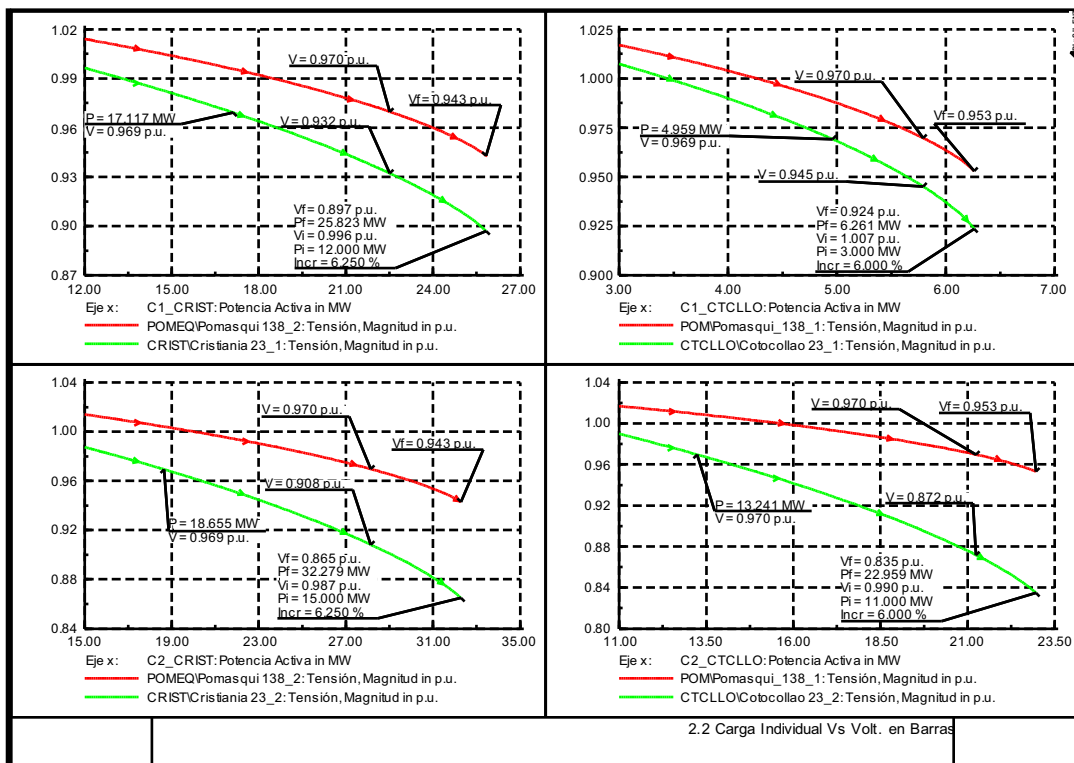 1.02
0.99
0.96
0.93
0.90
0.87
12.00 15.00 18.00 21.00 24.00 27.00
V = 0.970 p.u.
Vf = 0.943 p.u.
P = 17.117 MW
V = 0.969 p.u.
V = 0.932 p.u.
Vf = 0.897 p.u.
Pf = 25.823 MW
Vi = 0.996 p.u.
Pi = 12.000 MW
Incr = 6.250 %
Eje x: C1_CRIST: Potencia Activa in MW
POMEQ\Pomasqui 138_2: Tensión, Magnitud in p.u.
CRIST\Cristiania 23_1: Tensión, Magnitud in p.u.
1.025
1.000
0.975
0.950
0.925
0.900
3.00 4.00 5.00 6.00 7.00
V = 0.970 p.u.
Vf = 0.953 p.u.
P = 4.959 MW
V = 0.969 p.u.
V = 0.945 p.u.
Vf = 0.924 p.u.
Pf = 6.261 MW
Vi = 1.007 p.u.
Pi = 3.000 MW
Incr = 6.000 %
Eje x: C1_CTCLLO: Potencia Activa in MW
POM\Pomasqui_138_1: Tensión, Magnitud in p.u.
CTCLLO\Cotocollao 23_1: Tensión, Magnitud in p.u.
1.04
1.00
0.96
0.92
0.88
0.84
15.00 19.00 23.00 27.00 31.00 35.00
V = 0.970 p.u.
Vf = 0.943 p.u.
V = 0.908 p.u.
P = 18.655 MW
V = 0.969 p.u.
Vf = 0.865 p.u.
Pf = 32.279 MW
Vi = 0.987 p.u.
Pi = 15.000 MW
Incr = 6.250 %
Eje x: C2_CRIST: Potencia Activa in MW
POMEQ\Pomasqui 138_2: Tensión, Magnitud in p.u.
CRIST\Cristiania 23_2: Tensión, Magnitud in p.u.
1.04
1.00
0.96
0.92
0.88
0.84
0.80
11.00 13.50 16.00 18.50 21.00 23.50
V = 0.970 p.u.
Vf = 0.953 p.u.
P = 13.241 MW
V = 0.970 p.u.
V = 0.872 p.u.
Vf = 0.835 p.u.
Pf = 22.959 MW
Vi = 0.990 p.u.
Pi = 11.000 MW
Incr = 6.000 %
Eje x: C2_CTCLLO: Potencia Activa in MW
POM\Pomasqui_138_1: Tensión, Magnitud in p.u.
CTCLLO\Cotocollao 23_2: Tensión, Magnitud in p.u.
2.2 Carga Individual Vs Volt. en Barras